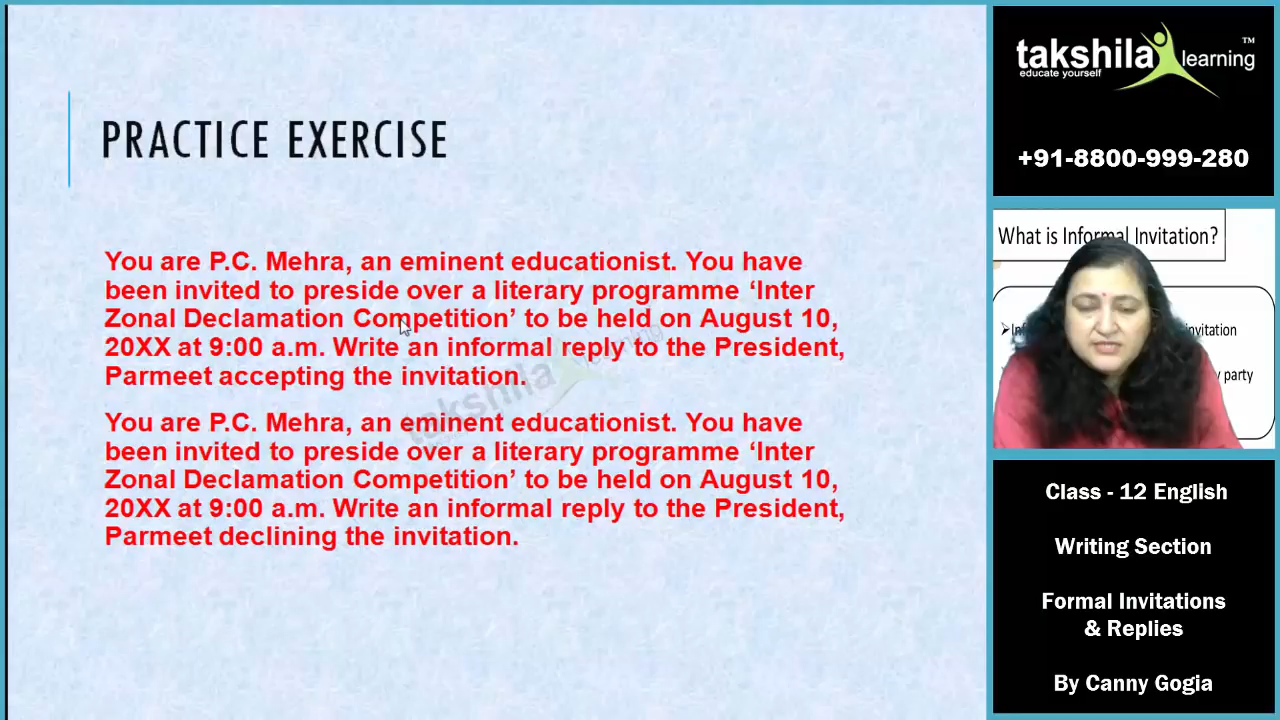 PRACTICE EXERCISE
You are P.C. Mehra, an eminent educationist. You have
been invited to preside over a literary programme ‘Inter
Zonal Declamation Competition’ to be held on August 10,
20XX at 9:00 a.m. Write an informal reply to the President,
Parmeet accepting the invitation.
You are P.C. Mehra, an eminent educationist. You have
been invited to preside over a literary programme ‘Inter
Zonal Declamation Competition’ to be held on August 10,
20XX at 9:00 a.m. Write an informal reply to the President,
Parmeet declining the invitation.
takshila learning
takshila learning™
educate yourself
+91-8800-999-280
What is Informal Invitation?
invitation
party
Class - 12 English
Writing Section
Formal Invitations
& Replies
By Canny Gogia